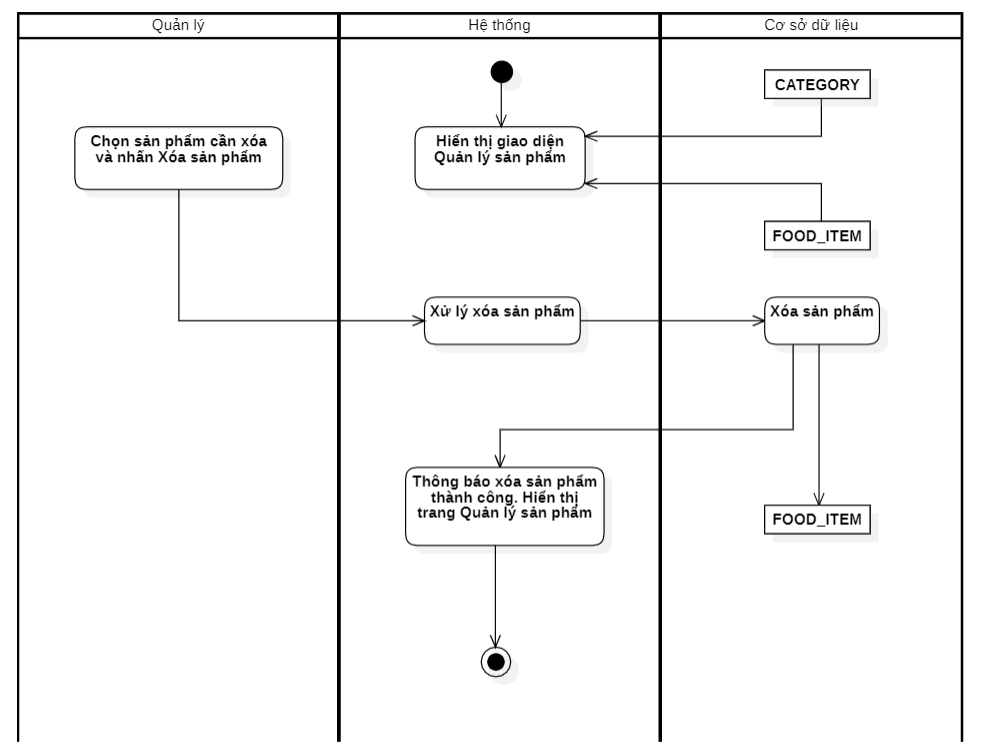 Quản lý
Hệ thống
Cơ sở dữ liệu
CATEGORY
Chọn sản phẩm cần xóa
và nhấn Xóa sản phẩm
Hiển thị giao diện
Quản lý sản phẩm
FOOD_ITEM
Xử lý xóa sản phẩm
Xóa sản phẩm
Thông báo xóa sản phẩm
thành công. Hiển thị
trang Quản lý sản phẩm
FOOD_ITEM